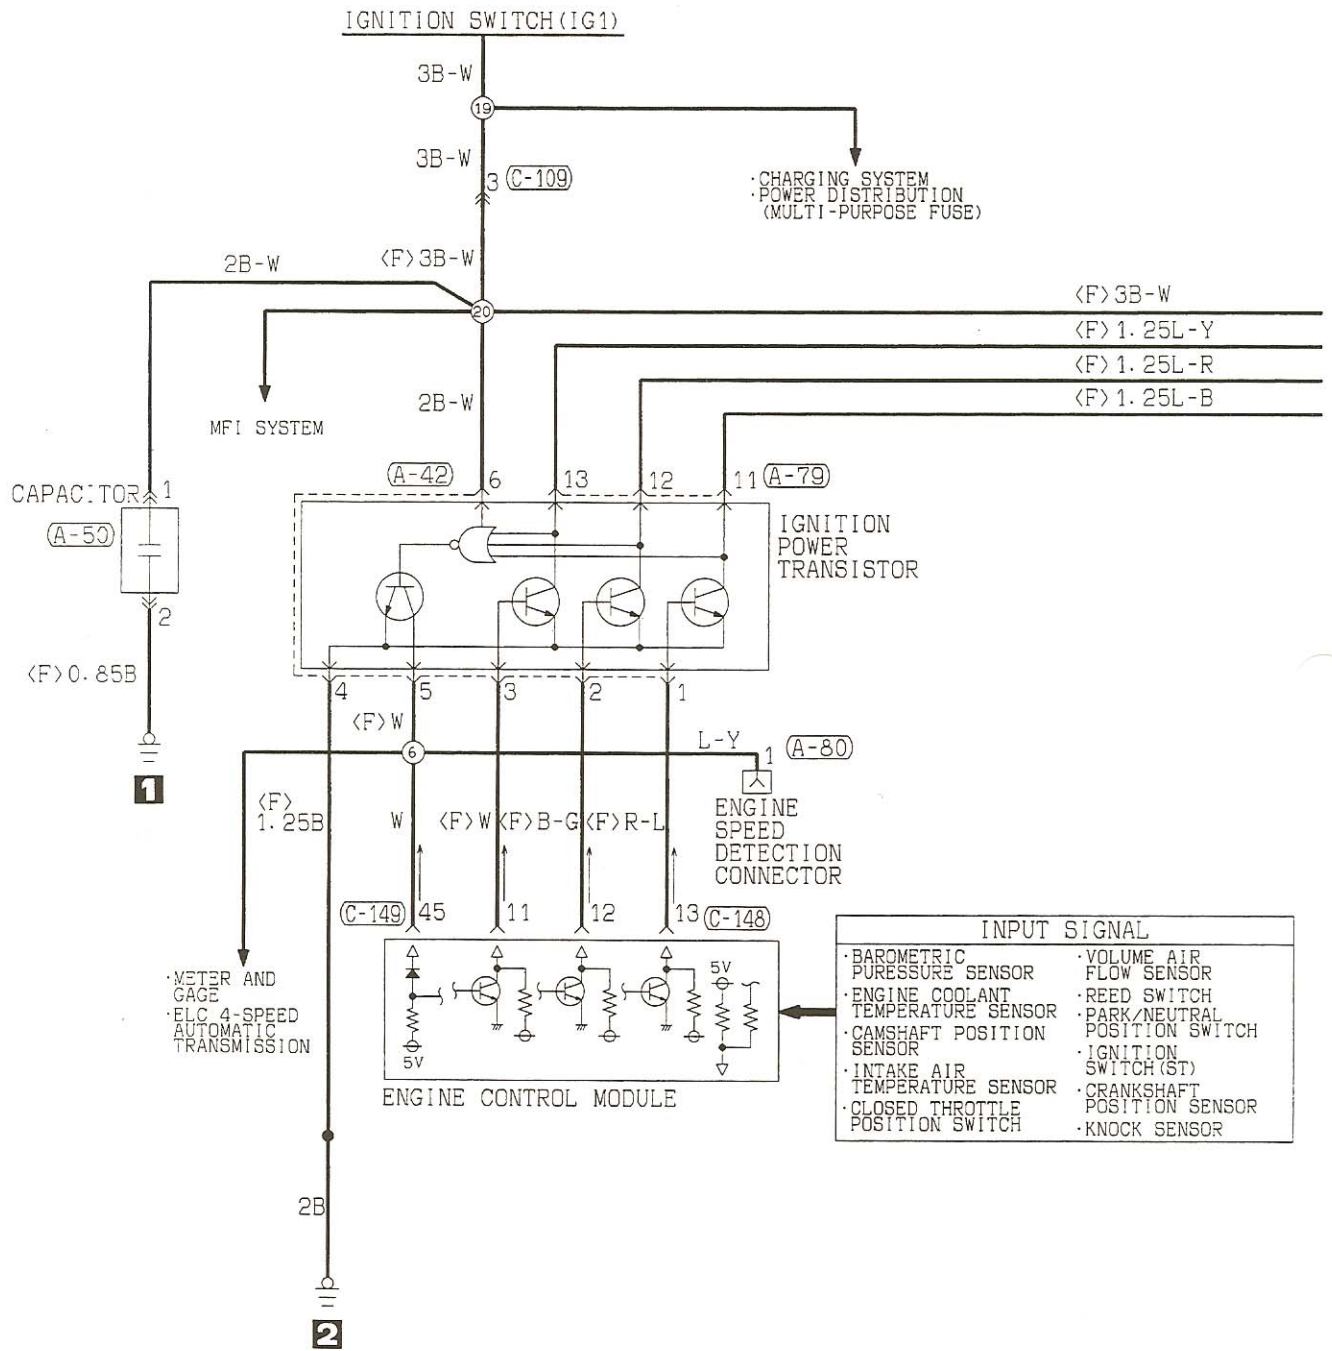 IGNITION SWITCH(IG1)
3B-W
19
3B-W
3 C-109
·CHARGING SYSTEM
·POWER DISTRIBUTION
(MULTI-PURPOSE FUSE)
2B-W
<F>3B-W
20
<F>3B-W
<F>1.25L-Y
<F>1.25L-R
<F>1.25L-B
2B-W
MFI SYSTEM
A-42 6 13 12 11 A-79
CAPACITOR 1
A-50
2
IGNITION
POWER
TRANSISTOR
<F>0.85B
4 5 3 2 1
<F>W
6
L-Y 1 A-80
1
<F>
1.25B
W <F>W <F>B-G <F>R-L
ENGINE
SPEED
DETECTION
CONNECTOR
C-149 45 11 12 13 C-148
5V
5V
ENGINE CONTROL MODULE
·METER AND
GAGE
·ELC 4-SPEED
AUTOMATIC
TRANSMISSION
INPUT SIGNAL
·BAROMETRIC
PURESSURE SENSOR
·ENGINE COOLANT
TEMPERATURE SENSOR
·CAMSHAFT POSITION
SENSOR
·INTAKE AIR
TEMPERATURE SENSOR
·CLOSED THROTTLE
POSITION SWITCH
·VOLUME AIR
FLOW SENSOR
·REED SWITCH
·PARK/NEUTRAL
POSITION SWITCH
·IGNITION
SWITCH(ST)
·CRANKSHAFT
POSITION SENSOR
·KNOCK SENSOR
2B
2